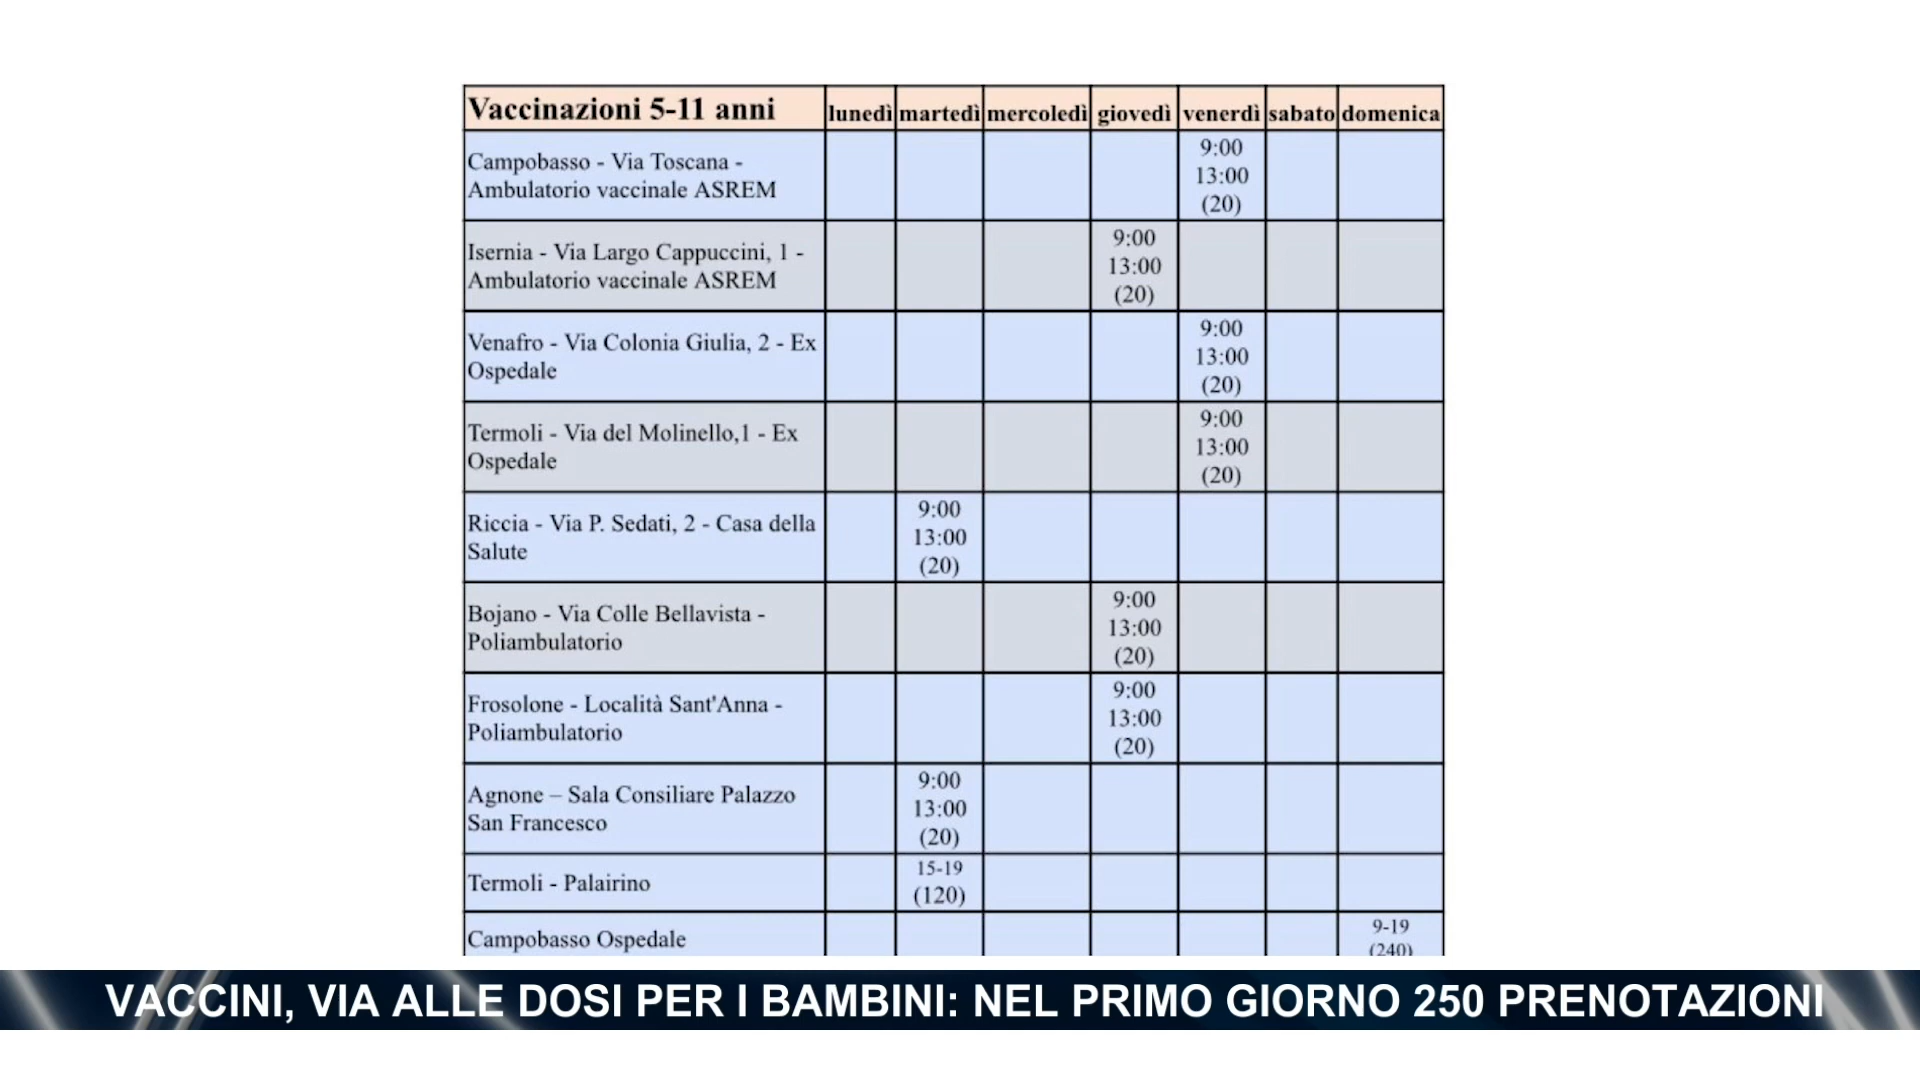 Vaccinazioni 5-11 anni lunedì martedì mercoledì giovedì venerdì sabato domenica
Campobasso - Via Toscana -
Ambulatorio vaccinale ASREM
9:00
13:00
(20)
Isernia - Via Largo Cappuccini, 1 -
Ambulatorio vaccinale ASREM
9:00
13:00
(20)
Venafro - Via Colonia Giulia, 2 - Ex
Ospedale
9:00
13:00
(20)
Termoli - Via del Molinello,1 - Ex
Ospedale
9:00
13:00
(20)
Riccia - Via P. Sedati, 2 - Casa della
Salute
9:00
13:00
(20)
Bojano - Via Colle Bellavista -
Poliambulatorio
9:00
13:00
(20)
Frosolone - Località Sant'Anna -
Poliambulatorio
9:00
13:00
(20)
Agnone – Sala Consiliare Palazzo
San Francesco
9:00
13:00
(20)
Termoli - Palairino
15-19
(120)
Campobasso Ospedale
9-19
(240)
VACCINI, VIA ALLE DOSI PER I BAMBINI: NEL PRIMO GIORNO 250 PRENOTAZIONI